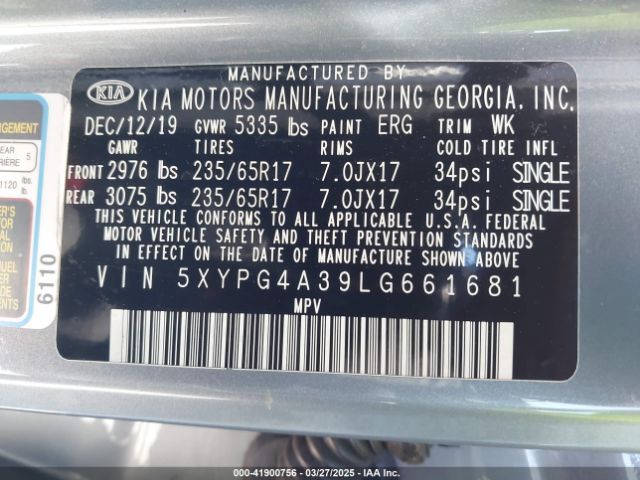 MANUFACTURED BY
KIA KIA MOTORS MANUFACTURING GEORGIA, INC.
DEC/12/19 GVWR 5335 lbs PAINT ERG TRIM WK
GAWR TIRES RIMS COLD TIRE INFL
FRONT 2976 lbs 235/65R17 7.0JX17 34psi SINGLE
REAR 3075 lbs 235/65R17 7.0JX17 34psi SINGLE
THIS VEHICLE CONFORMS TO ALL APPLICABLE U.S.A. FEDERAL
MOTOR VEHICLE SAFETY AND THEFT PREVENTION STANDARDS
IN EFFECT ON THE DATE OF MANUFACTURE SHOWN ABOVE
VIN 5XYPG4A39LG661681
MPV
6110
000-41900756 — 03/27/2025 — IAA Inc.